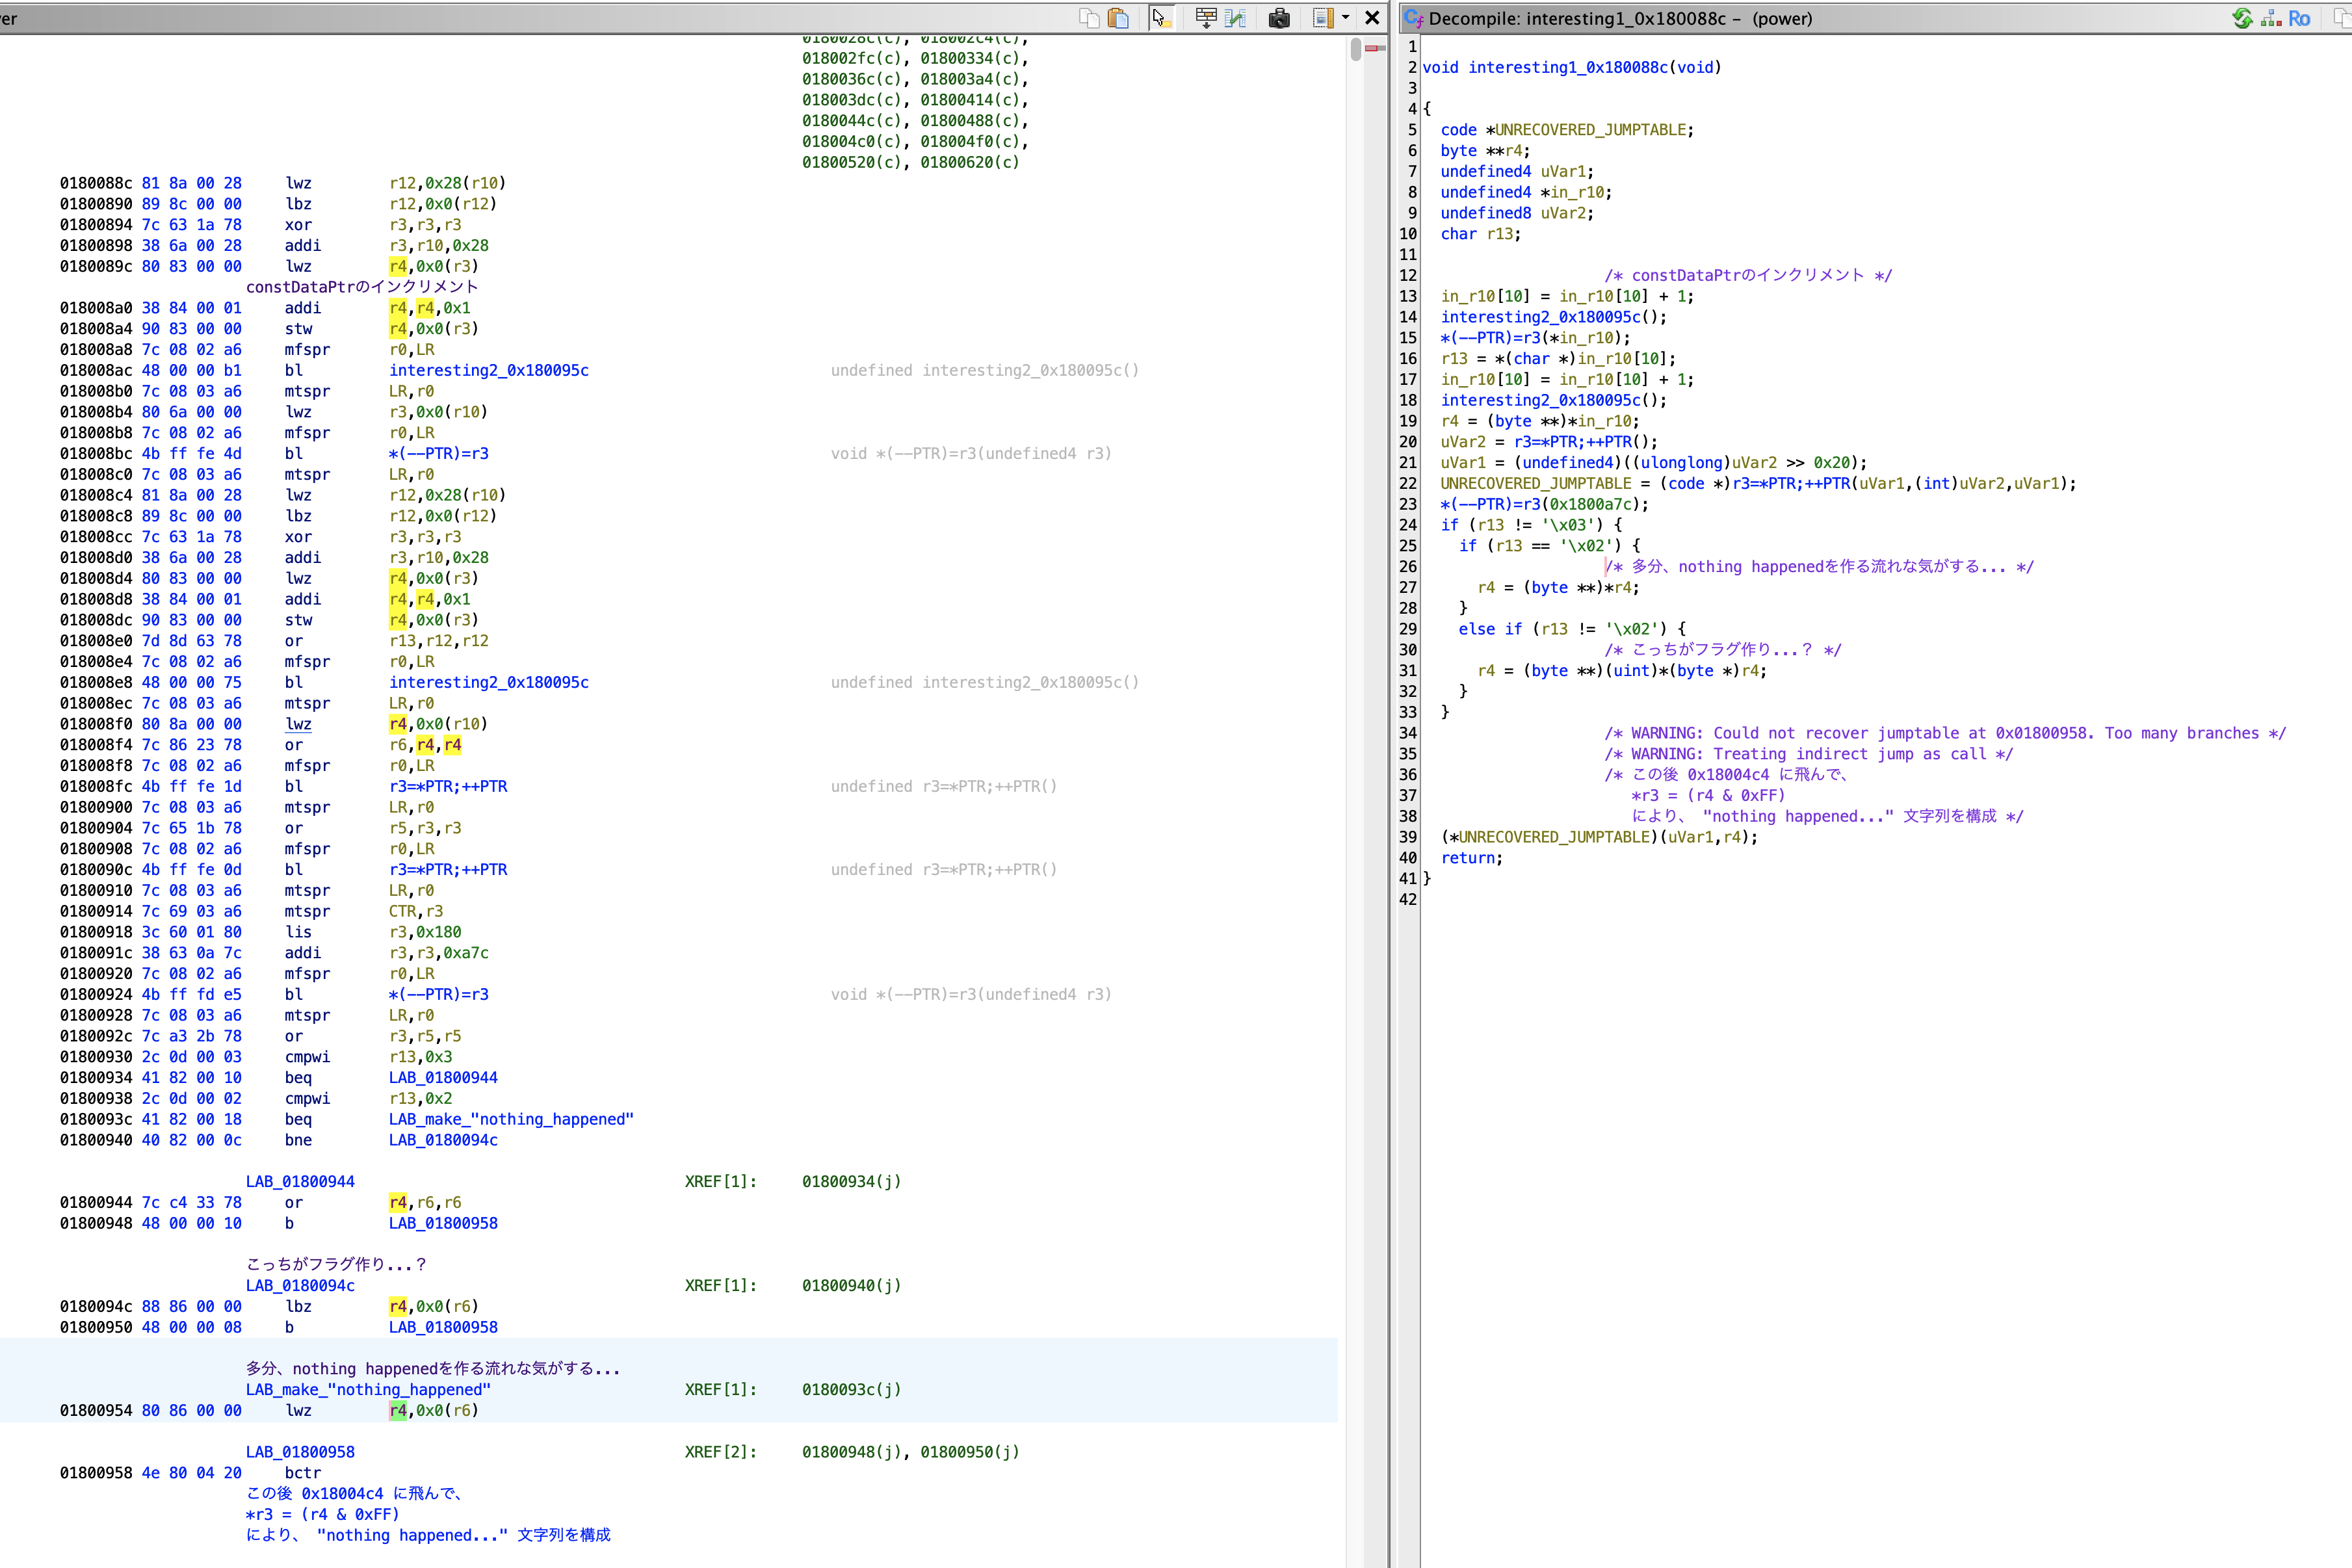 er
018002fc(c), 01800334(c),
0180036c(c), 018003a4(c),
018003dc(c), 01800414(c),
0180044c(c), 01800488(c),
018004c0(c), 018004f0(c),
01800520(c), 01800620(c)
0180088c 81 8a 00 28 lwz r12,0x28(r10)
01800890 89 8c 00 00 lbz r12,0x0(r12)
01800894 7c 63 1a 78 xor r3,r3,r3
01800898 38 6a 00 28 addi r3,r10,0x28
0180089c 80 83 00 00 lwz r4,0x0(r3)
constDataPtrのインクリメント
018008a0 38 84 00 01 addi r4,r4,0x1
018008a4 90 83 00 00 stw r4,0x0(r3)
018008a8 7c 08 02 a6 mfspr r0,LR
018008ac 48 00 00 b1 bl interesting2_0x180095c undefined interesting2_0x180095c()
018008b0 7c 08 03 a6 mtspr LR,r0
018008b4 80 6a 00 00 lwz r3,0x0(r10)
018008b8 7c 08 02 a6 mfspr r0,LR
018008bc 4b ff fe 4d bl *(--PTR)=r3 void *(--PTR)=r3(undefined4 r3)
018008c0 7c 08 03 a6 mtspr LR,r0
018008c4 81 8a 00 28 lwz r12,0x28(r10)
018008c8 89 8c 00 00 lbz r12,0x0(r12)
018008cc 7c 63 1a 78 xor r3,r3,r3
018008d0 38 6a 00 28 addi r3,r10,0x28
018008d4 80 83 00 00 lwz r4,0x0(r3)
018008d8 38 84 00 01 addi r4,r4,0x1
018008dc 90 83 00 00 stw r4,0x0(r3)
018008e0 7d 8d 63 78 or r13,r12,r12
018008e4 7c 08 02 a6 mfspr r0,LR
018008e8 48 00 00 75 bl interesting2_0x180095c undefined interesting2_0x180095c()
018008ec 7c 08 03 a6 mtspr LR,r0
018008f0 80 8a 00 00 lwz r4,0x0(r10)
018008f4 7c 86 23 78 or r6,r4,r4
018008f8 7c 08 02 a6 mfspr r0,LR
018008fc 4b ff fe 1d bl r3=*PTR;++PTR undefined r3=*PTR;++PTR()
01800900 7c 08 03 a6 mtspr LR,r0
01800904 7c 65 1b 78 or r5,r3,r3
01800908 7c 08 02 a6 mfspr r0,LR
0180090c 4b ff fe 0d bl r3=*PTR;++PTR undefined r3=*PTR;++PTR()
01800910 7c 08 03 a6 mtspr LR,r0
01800914 7c 69 03 a6 mtspr CTR,r3
01800918 3c 60 01 80 lis r3,0x180
0180091c 38 63 0a 7c addi r3,r3,0xa7c
01800920 7c 08 02 a6 mfspr r0,LR
01800924 4b ff fd e5 bl *(--PTR)=r3 void *(--PTR)=r3(undefined4 r3)
01800928 7c 08 03 a6 mtspr LR,r0
0180092c 7c a3 2b 78 or r3,r5,r5
01800930 2c 0d 00 03 cmpwi r13,0x3
01800934 41 82 00 10 beq LAB_01800944
01800938 2c 0d 00 02 cmpwi r13,0x2
0180093c 41 82 00 18 beq LAB_make_"nothing_happened"
01800940 40 82 00 0c bne LAB_0180094c
LAB_01800944 XREF[1]: 01800934(j)
01800944 7c c4 33 78 or r4,r6,r6
01800948 48 00 00 10 b LAB_01800958
こっちがフラグ作り...?
LAB_0180094c XREF[1]: 01800940(j)
0180094c 88 86 00 00 lbz r4,0x0(r6)
01800950 48 00 00 08 b LAB_01800958
多分、nothing happenedを作る流れな気がする...
LAB_make_"nothing_happened" XREF[1]: 0180093c(j)
01800954 80 86 00 00 lwz r4,0x0(r6)
LAB_01800958 XREF[2]: 01800948(j), 01800950(j)
01800958 4e 80 04 20 bctr
この後 0x18004c4 に飛んで、
*r3 = (r4 & 0xFF)
により、 "nothing happened..." 文字列を構成
Decompile: interesting1_0x180088c – (power)
Ro
1
2 void interesting1_0x180088c(void)
3
4 {
5 code *UNRECOVERED_JUMPTABLE;
6 byte **r4;
7 undefined4 uVar1;
8 undefined4 *in_r10;
9 undefined8 uVar2;
10 char r13;
11
12 /* constDataPtrのインクリメント */
13 in_r10[10] = in_r10[10] + 1;
14 interesting2_0x180095c();
15 *(--PTR)=r3(*in_r10);
16 r13 = *(char *)in_r10[10];
17 in_r10[10] = in_r10[10] + 1;
18 interesting2_0x180095c();
19 r4 = (byte **)*in_r10;
20 uVar2 = r3=*PTR;++PTR();
21 uVar1 = (undefined4)((ulonglong)uVar2 >> 0x20);
22 UNRECOVERED_JUMPTABLE = (code *)r3=*PTR;++PTR(uVar1,(int)uVar2,uVar1);
23 *(--PTR)=r3(0x1800a7c);
24 if (r13 != '\x03') {
25 if (r13 == '\x02') {
26 /* 多分、nothing happenedを作る流れな気がする... */
27 r4 = (byte **)*r4;
28 }
29 else if (r13 != '\x02') {
30 /* こっちがフラグ作り...? */
31 r4 = (byte **)(uint)*(byte *)r4;
32 }
33 }
34 /* WARNING: Could not recover jumptable at 0x01800958. Too many branches */
35 /* WARNING: Treating indirect jump as call */
36 /* この後 0x18004c4 に飛んで、
37 *r3 = (r4 & 0xFF)
38 により、 "nothing happened..." 文字列を構成 */
39 (*UNRECOVERED_JUMPTABLE)(uVar1,r4);
40 return;
41 }
42